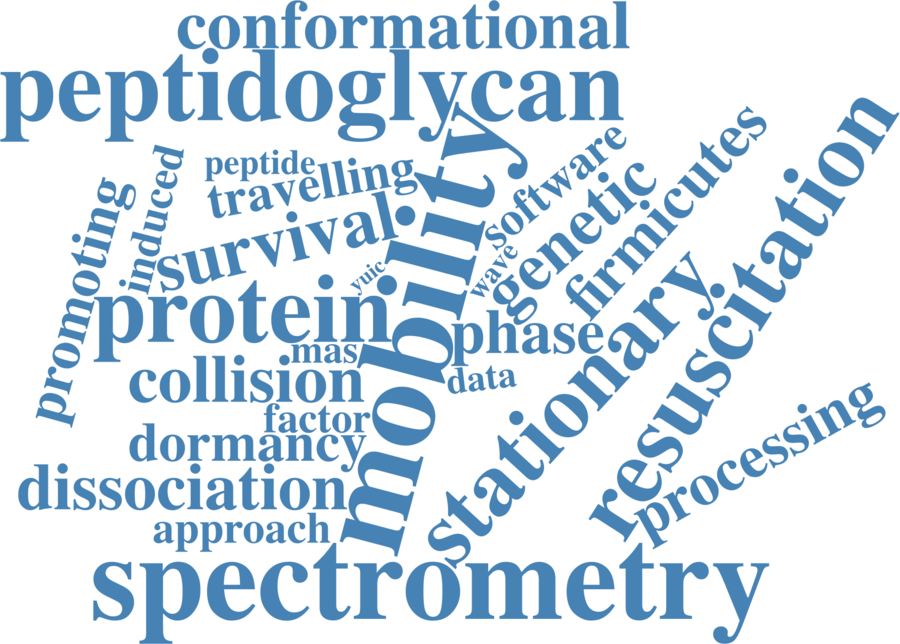 conformational
peptidoglycan
mobility
peptide
travelling
software
genetic
firmicutes
resuscitation
promoting
induced
survival
yuic
wave
protein
phase
stationary
mas
collision
data
factor
dormancy
processing
dissociation
approach
spectrometry